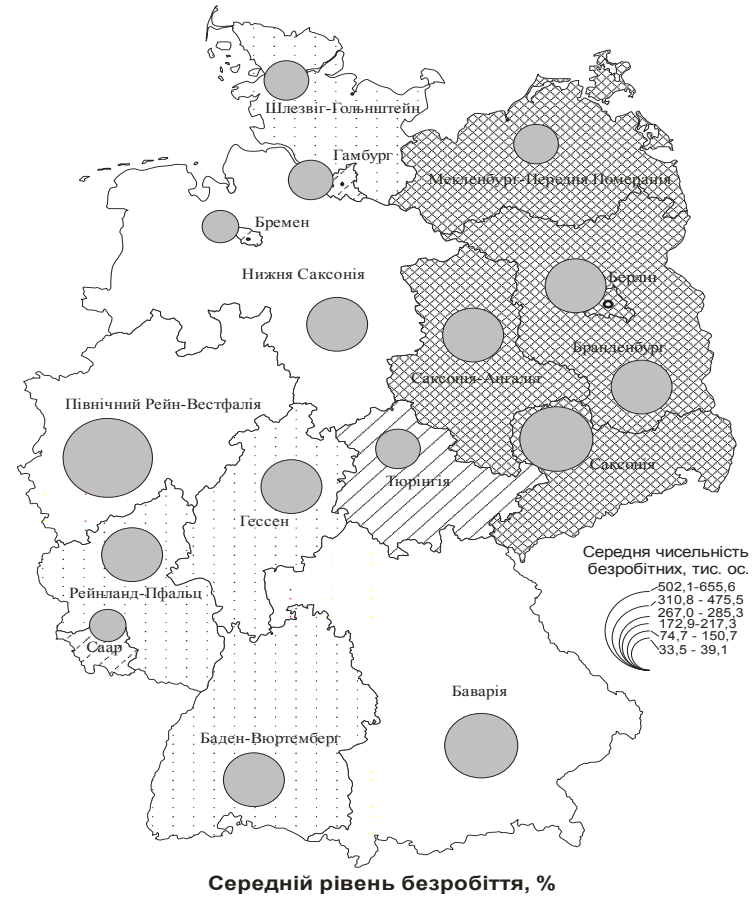 Шлезвіг-Гольнштейн
Гамбург
Мекленбург-Передня Померанія
Бремен
Нижня Саксонія
Берлин
Бранденбург
Саксонія-Ангальт
Північний Рейн-Вестфалія
Саксонія
Тюрінгія
Гессен
Середня чисельність
безробітних, тис. ос.
502,1-655,6
310,8 - 475,5
267,0 - 285,3
172,9-217,3
74,7 - 150,7
33,5 - 39,1
Рейнланд-Пфальц
Саар
Баварія
Баден-Вюртемберг
Середній рівень безробіття, %